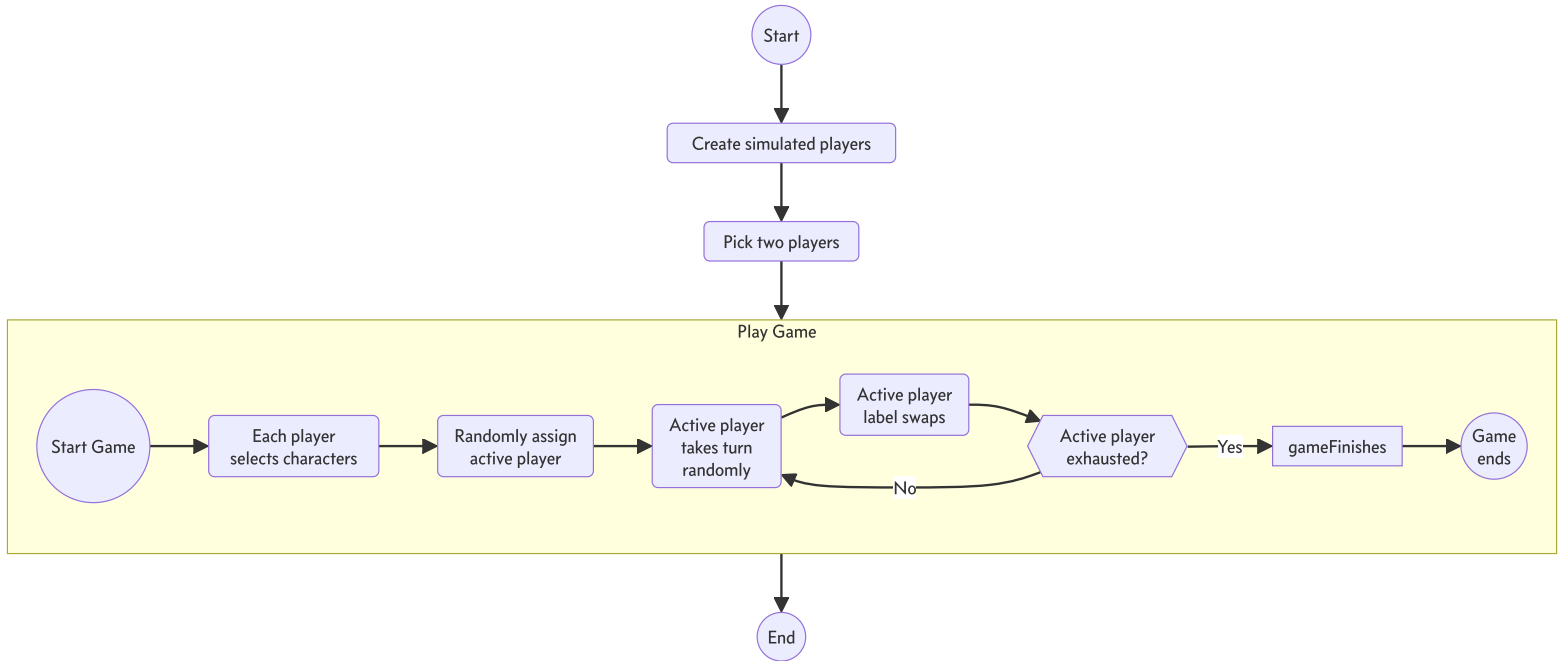 Start
Create simulated players
Pick two players
Play Game
Start Game
Each player
selects characters
Randomly assign
active player
Active player
takes turn
randomly
Active player
label swaps
Active player
exhausted?
Yes
No
gameFinishes
Game
ends
End